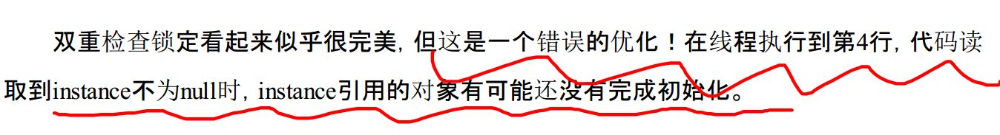 双重检查锁定看起来似乎很完美，但这是一个错误的优化！在线程执行到第4行，代码读
取到instance不为null时，instance引用的对象有可能还没有完成初始化。